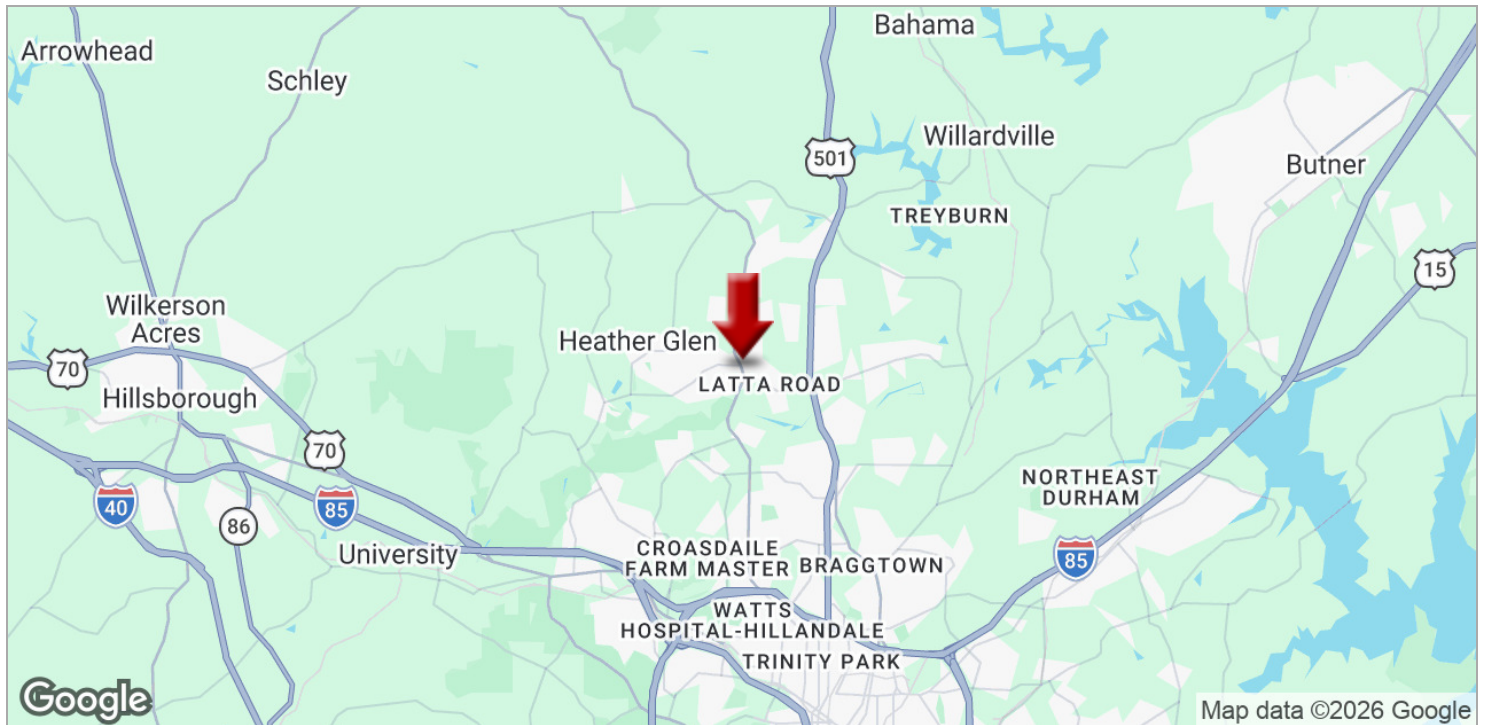 Bahama
Arrowhead
Schley
Willardville
501
Butner
TREYBURN
15
Wilkerson
Acres
Heather Glen
70
LATTA ROAD
Hillsborough
70
NORTHEAST
DURHAM
40
85
86
University
CROASDAILE
FARM MASTER
BRAGGTOWN
85
WATTS
HOSPITAL-HILLANDALE
TRINITY PARK
Google
Map data ©2026 Google